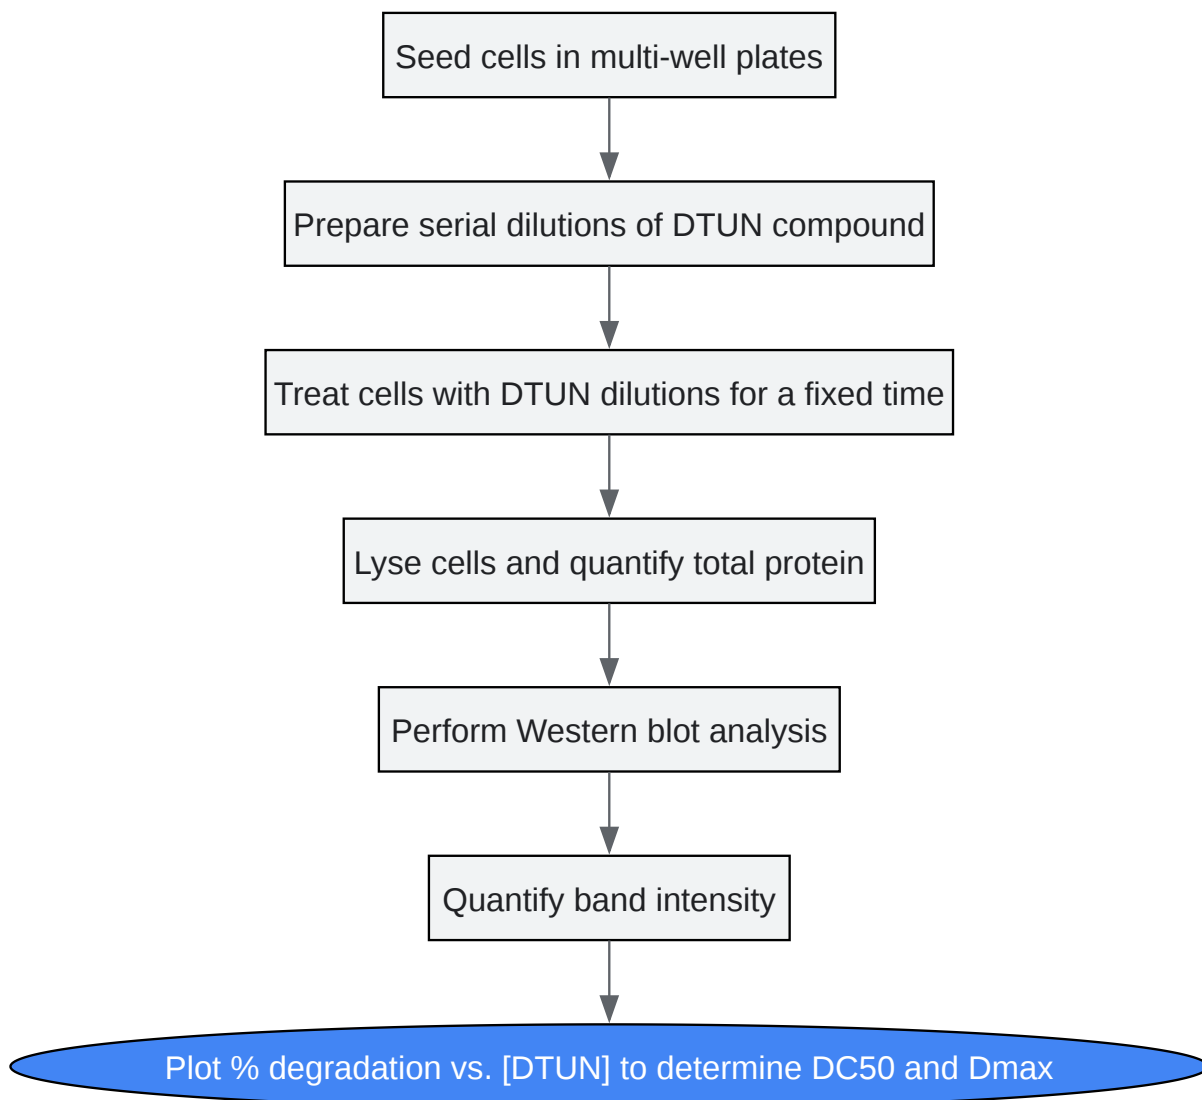 Seed cells in multi-well plates
Prepare serial dilutions of DTUN compound
Treat cells with DTUN dilutions for a fixed time
Lyse cells and quantify total protein
Perform Western blot analysis
Quantify band intensity
Plot % degradation vs. [DTUN] to determine DC50 and Dmax